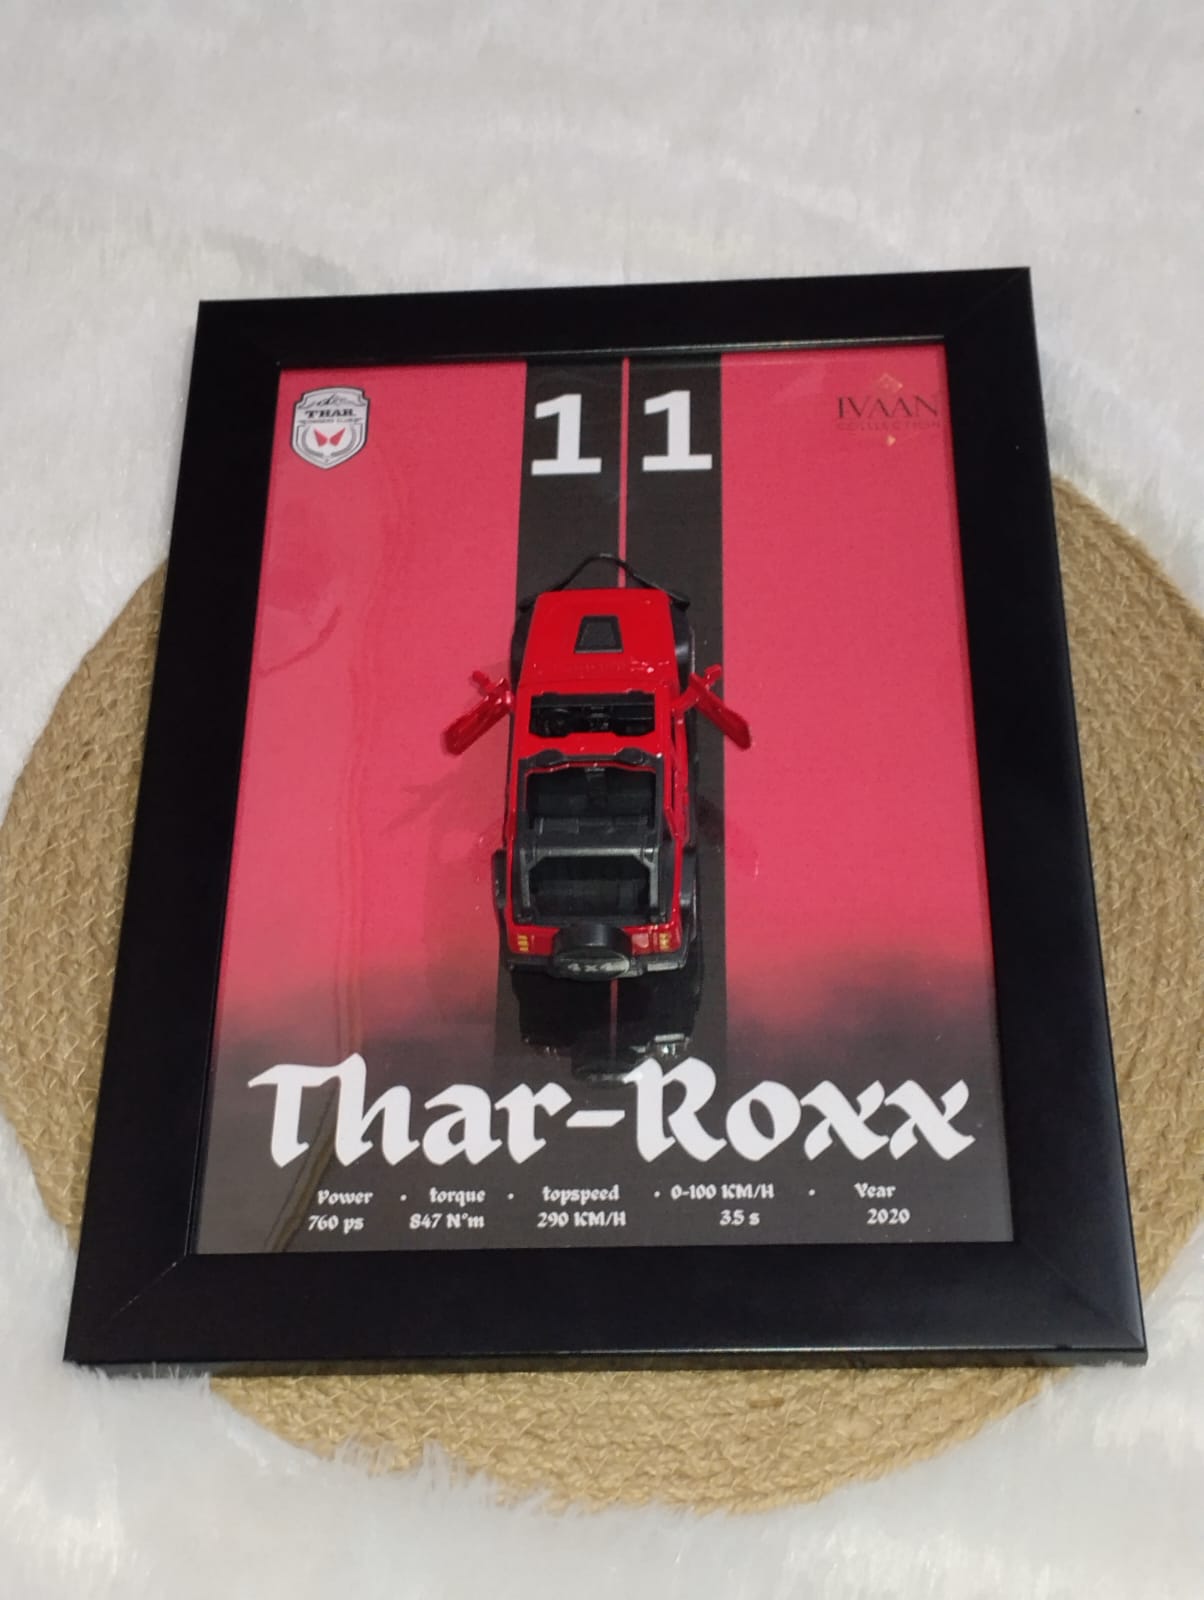 THAR
11
IVAAN
COLLECTION
4x4
Thar-Roxx
Power • torque • topspeed • 0-100 KM/H • Year
760 ps 847 N°m 290 KM/H 3.5 s 2020